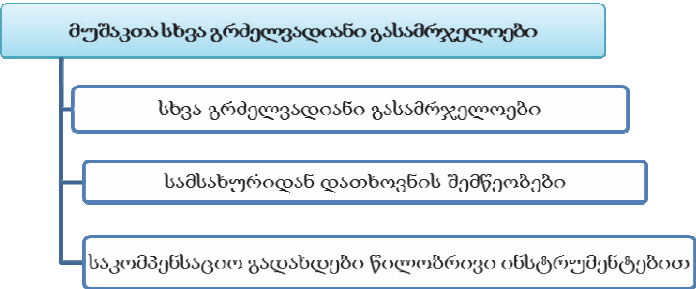 მუშაკთა სხვა გრძელვადიანი გასამრჯელოები
სხვა გრძელვადიანი გასამრჯელოები
სამსახურიდან დათხოვნის შემწეობები
საკომპენსაციო გადახდები წილობრივი ინსტრუმენტებით